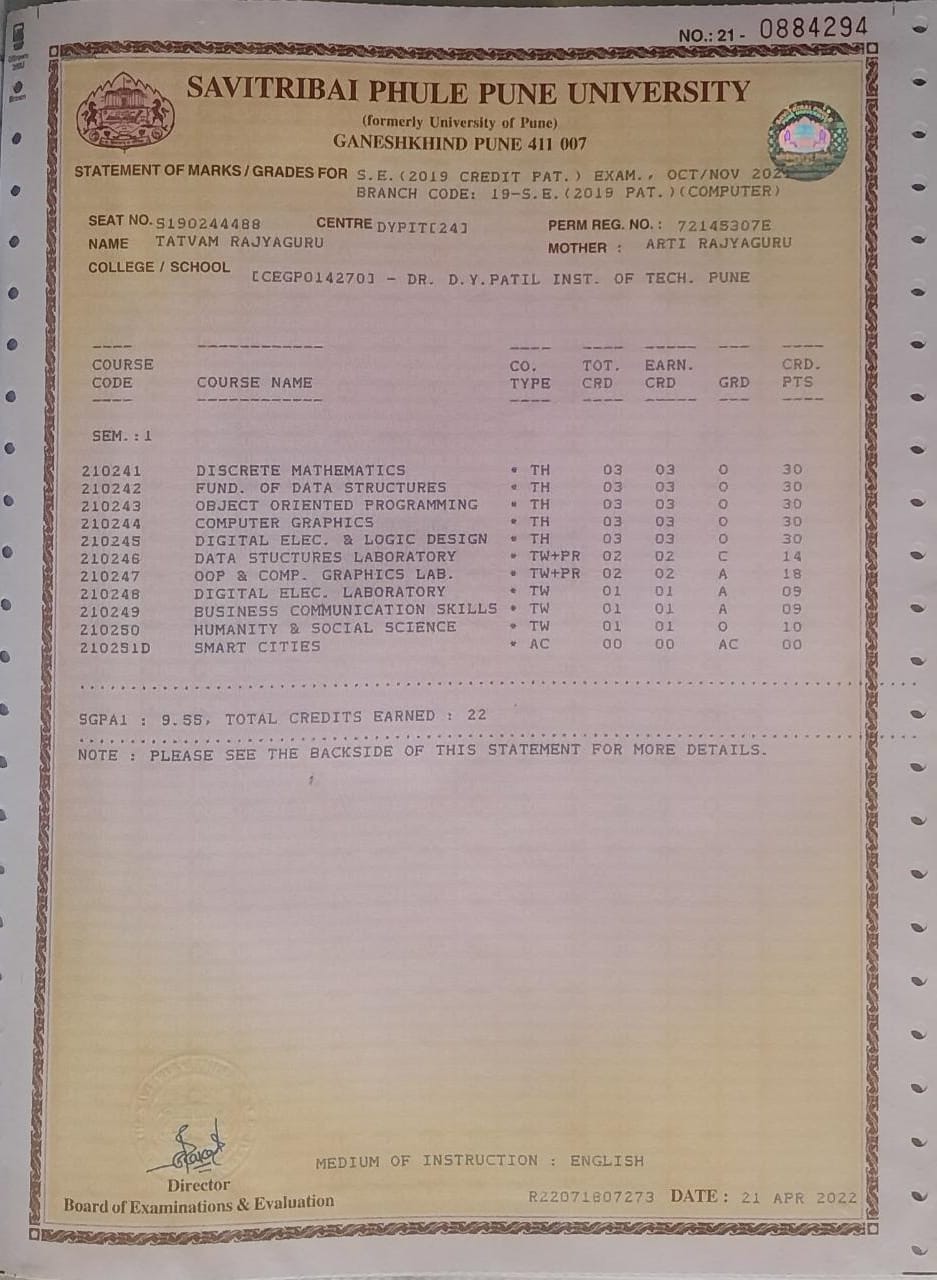 NO.: 21 - 0884294
SAVITRIBAI PHULE PUNE UNIVERSITY
(formerly University of Pune)
GANESHKHIND PUNE 411 007
STATEMENT OF MARKS / GRADES FOR S.E.(2019 CREDIT PAT.) EXAM., OCT/NOV
BRANCH CODE: 19-S.E.(2019 PAT.)(COMPUTER)
SEAT NO. S190244488 CENTRE DYPIT[24] PERM REG. NO. : 72145307E
NAME TATVAM RAJYAGURU MOTHER : ARTI RAJYAGURU
COLLEGE / SCHOOL [CEGP014270] - DR. D.Y.PATIL INST. OF TECH. PUNE
COURSE CO. TOT. EARN. CRD.
CODE COURSE NAME TYPE CRD CRD GRD PTS
SEM.:1
210241 DISCRETE MATHEMATICS * TH 03 03 O 30
210242 FUND. OF DATA STRUCTURES * TH 03 03 O 30
210243 OBJECT ORIENTED PROGRAMMING * TH 03 03 O 30
210244 COMPUTER GRAPHICS * TH 03 03 O 30
210245 DIGITAL ELEC. & LOGIC DESIGN * TH 03 03 O 30
210246 DATA STUCTURES LABORATORY * TW+PR 02 02 C 14
210247 OOP & COMP. GRAPHICS LAB. * TW+PR 02 02 A 18
210248 DIGITAL ELEC. LABORATORY * TW 01 01 A 09
210249 BUSINESS COMMUNICATION SKILLS * TW 01 01 A 09
210250 HUMANITY & SOCIAL SCIENCE * TW 01 01 O 10
210251D SMART CITIES * AC 00 00 AC 00
SGPA1 : 9.55, TOTAL CREDITS EARNED : 22
NOTE : PLEASE SEE THE BACKSIDE OF THIS STATEMENT FOR MORE DETAILS.
MEDIUM OF INSTRUCTION : ENGLISH
Director
Board of Examinations & Evaluation
R22071807273 DATE : 21 APR 2022